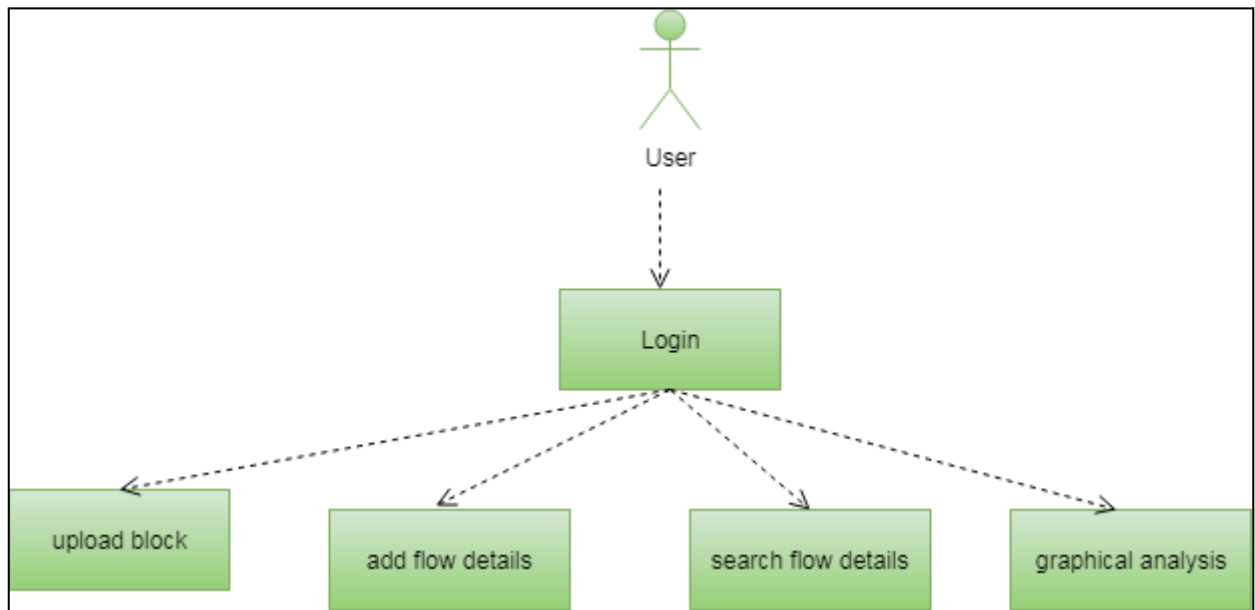 User
Login
upload block
add flow details
search flow details
graphical analysis